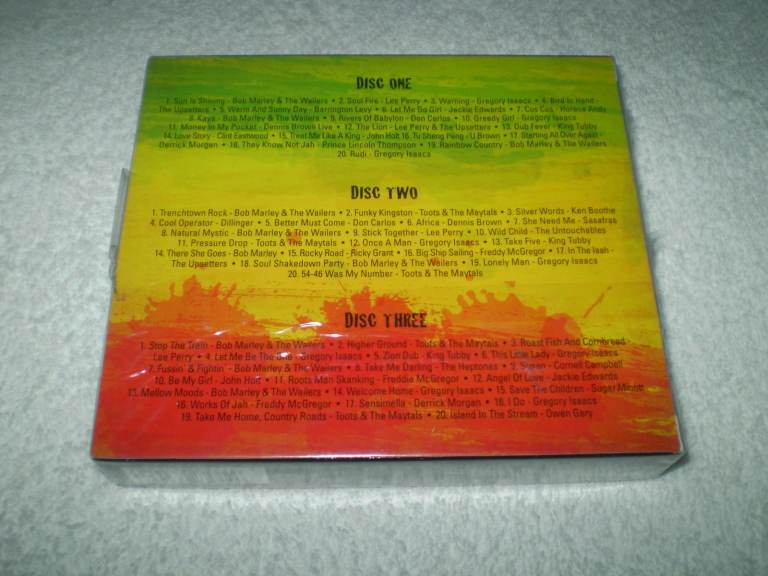 DISC ONE
1. Sun Is Shining - Bob Marley & The Wailers • 2. Soul Fire - Lee Perry • 3. Warning - Gregory Isaacs • 4. Bird In Hand -
The Upsetters • 5. Warm And Sunny Day - Barrington Levy • 6. Let Me Go Girl - Jackie Edwards • 7. Cus Cus - Horace Andy
8. Kaya - Bob Marley & The Wailers • 9. Rivers Of Babylon - Don Carlos • 10. Greedy Girl - Gregory Isaacs
11. Money In My Pocket - Dennis Brown Live • 12. The Lion - Lee Perry & The Upsetters • 13. Dub Fever - King Tubby
14. Love Story - Clint Eastwood • 15. Treat Me Like A King - John Holt 16. Tu Sheng Peng - U Brown • 17. Starting All Over Again -
Derrick Morgan • 18. They Know Not Jah - Prince Lincoln Thompson • 19. Rainbow Country - Bob Marley & The Wailers
20. Rudi - Gregory Isaacs
DISC TWO
1. Trenchtown Rock - Bob Marley & The Wailers • 2. Funky Kingston - Toots & The Maytals • 3. Silver Words - Ken Boothe
4. Cool Operator - Dillinger • 5. Better Must Come - Don Carlos • 6. Africa - Dennis Brown • 7. She Need Me - Sasafras
8. Natural Mystic - Bob Marley & The Wailers • 9. Stick Together - Lee Perry • 10. Wild Child - The Untouchables
11. Pressure Drop - Toots & The Maytals • 12. Once A Man - Gregory Isaacs • 13. Take Five - King Tubby
14. There She Goes - Bob Marley • 15. Rocky Road - Ricky Grant • 16. Big Ship Sailing - Freddy McGregor • 17. In The Iaah -
The Upsetters • 18. Soul Shakedown Party - Bob Marley & The Wailers • 19. Lonely Man - Gregory Isaacs
20. 54-46 Was My Number - Toots & The Maytals
DISC THREE
1. Stop The Train - Bob Marley & The Wailers • 2. Higher Ground - Toots & The Maytals • 3. Roast Fish And Cornbread -
Lee Perry • 4. Let Me Be The One - Gregory Isaacs • 5. Zion Dub - King Tubby • 6. This Little Lady - Gregory Isaacs
7. Fussin' & Fightin' - Bob Marley & The Wailers • 8. Take Me Darling - The Heptones • 9. - Cornell Campbell
10. Be My Girl - John Holt • 11. Roots Man Skanking - Freddie McGregor • 12. Angel Of Love - Jackie Edwards
13. Mellow Moods - Bob Marley & The Wailers • 14. Welcome Home - Gregory Isaacs • 15. Save The Children - Sugar Minott
16. Works Of Jah - Freddy McGregor • 17. Sensimella - Derrick Morgan • 18. I Do - Gregory Isaacs
19. Take Me Home, Country Roads - Toots & The Maytals • 20. Island In The Stream - Owen Gary